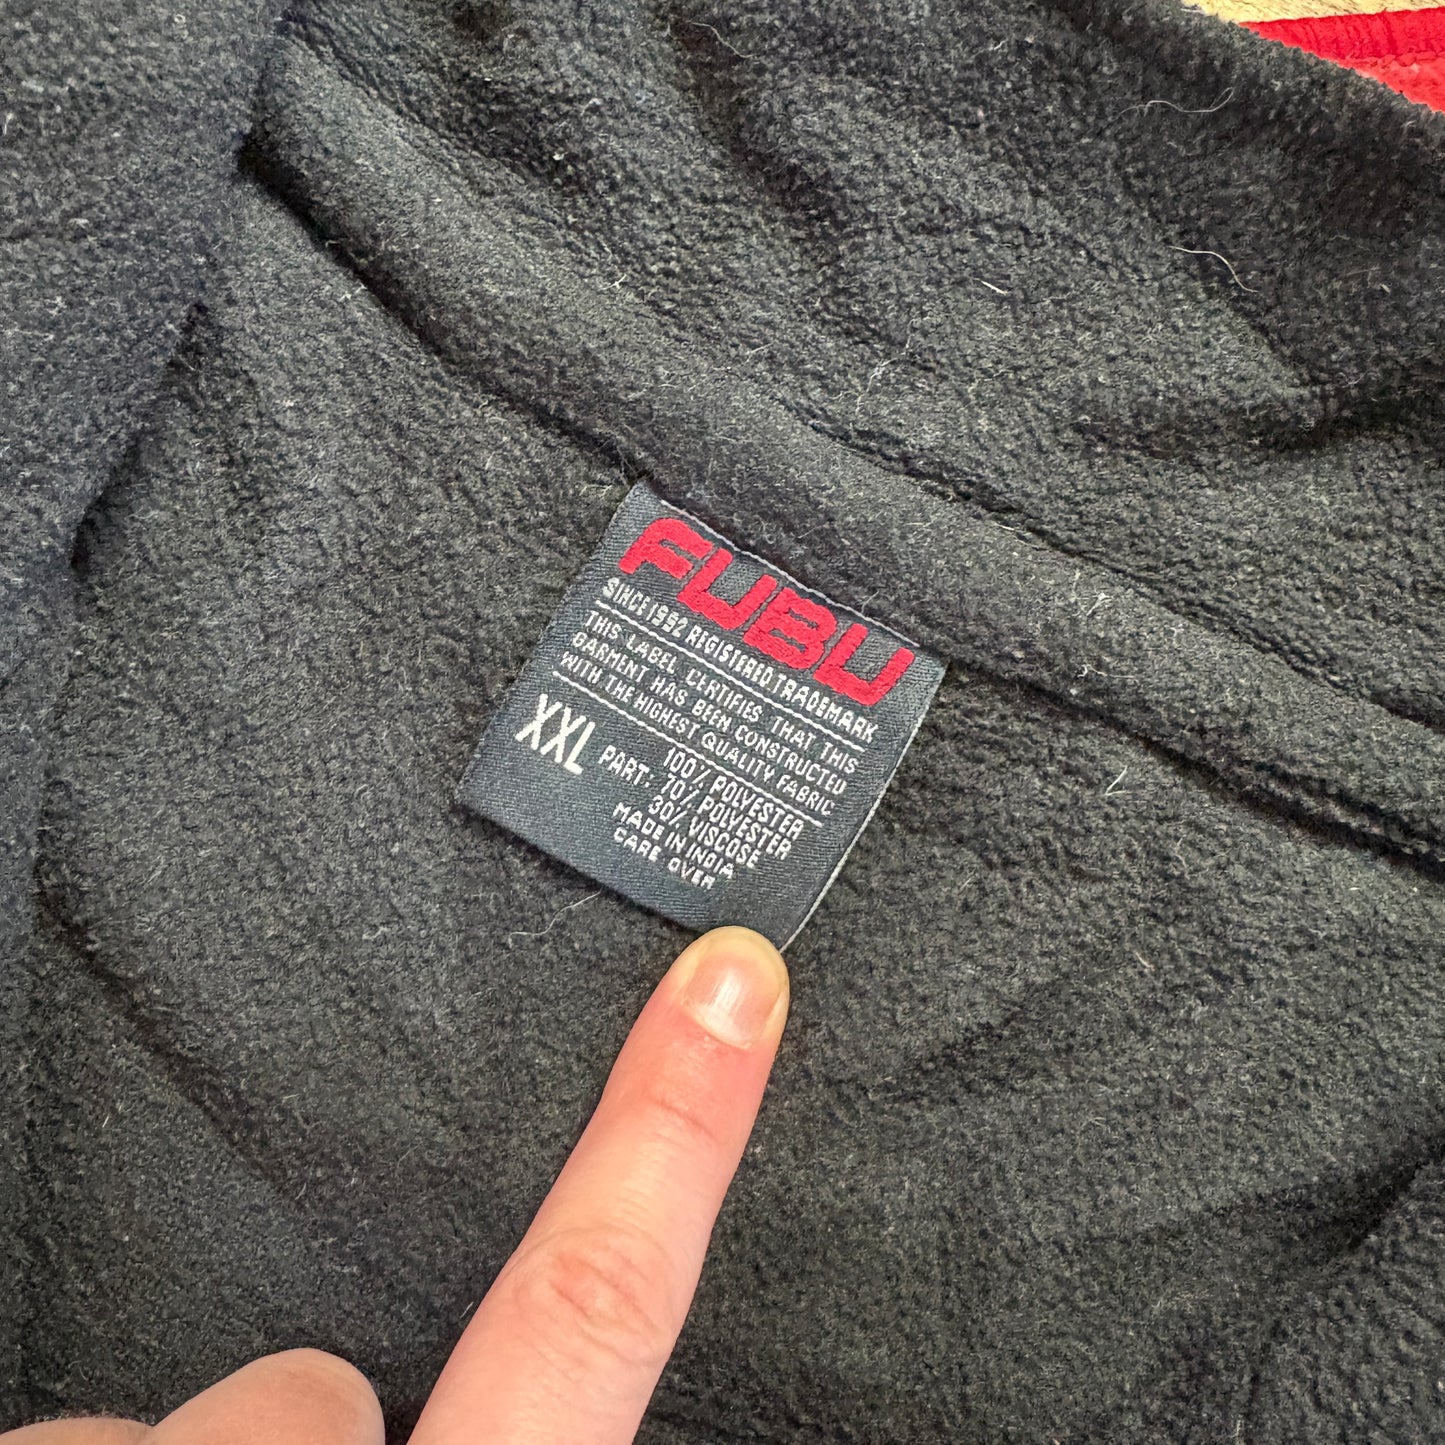 FUBU
SINCE 1992 REGISTERED TRADEMARK
THIS LABEL CERTIFIES THAT THIS
GARMENT HAS BEEN CONSTRUCTED
WITH THE HIGHEST QUALITY FABRIC
XXL
100% POLYESTER
PART: 70% POLYESTER
30% VISCOSE
MADE IN INDIA
CARE OVER